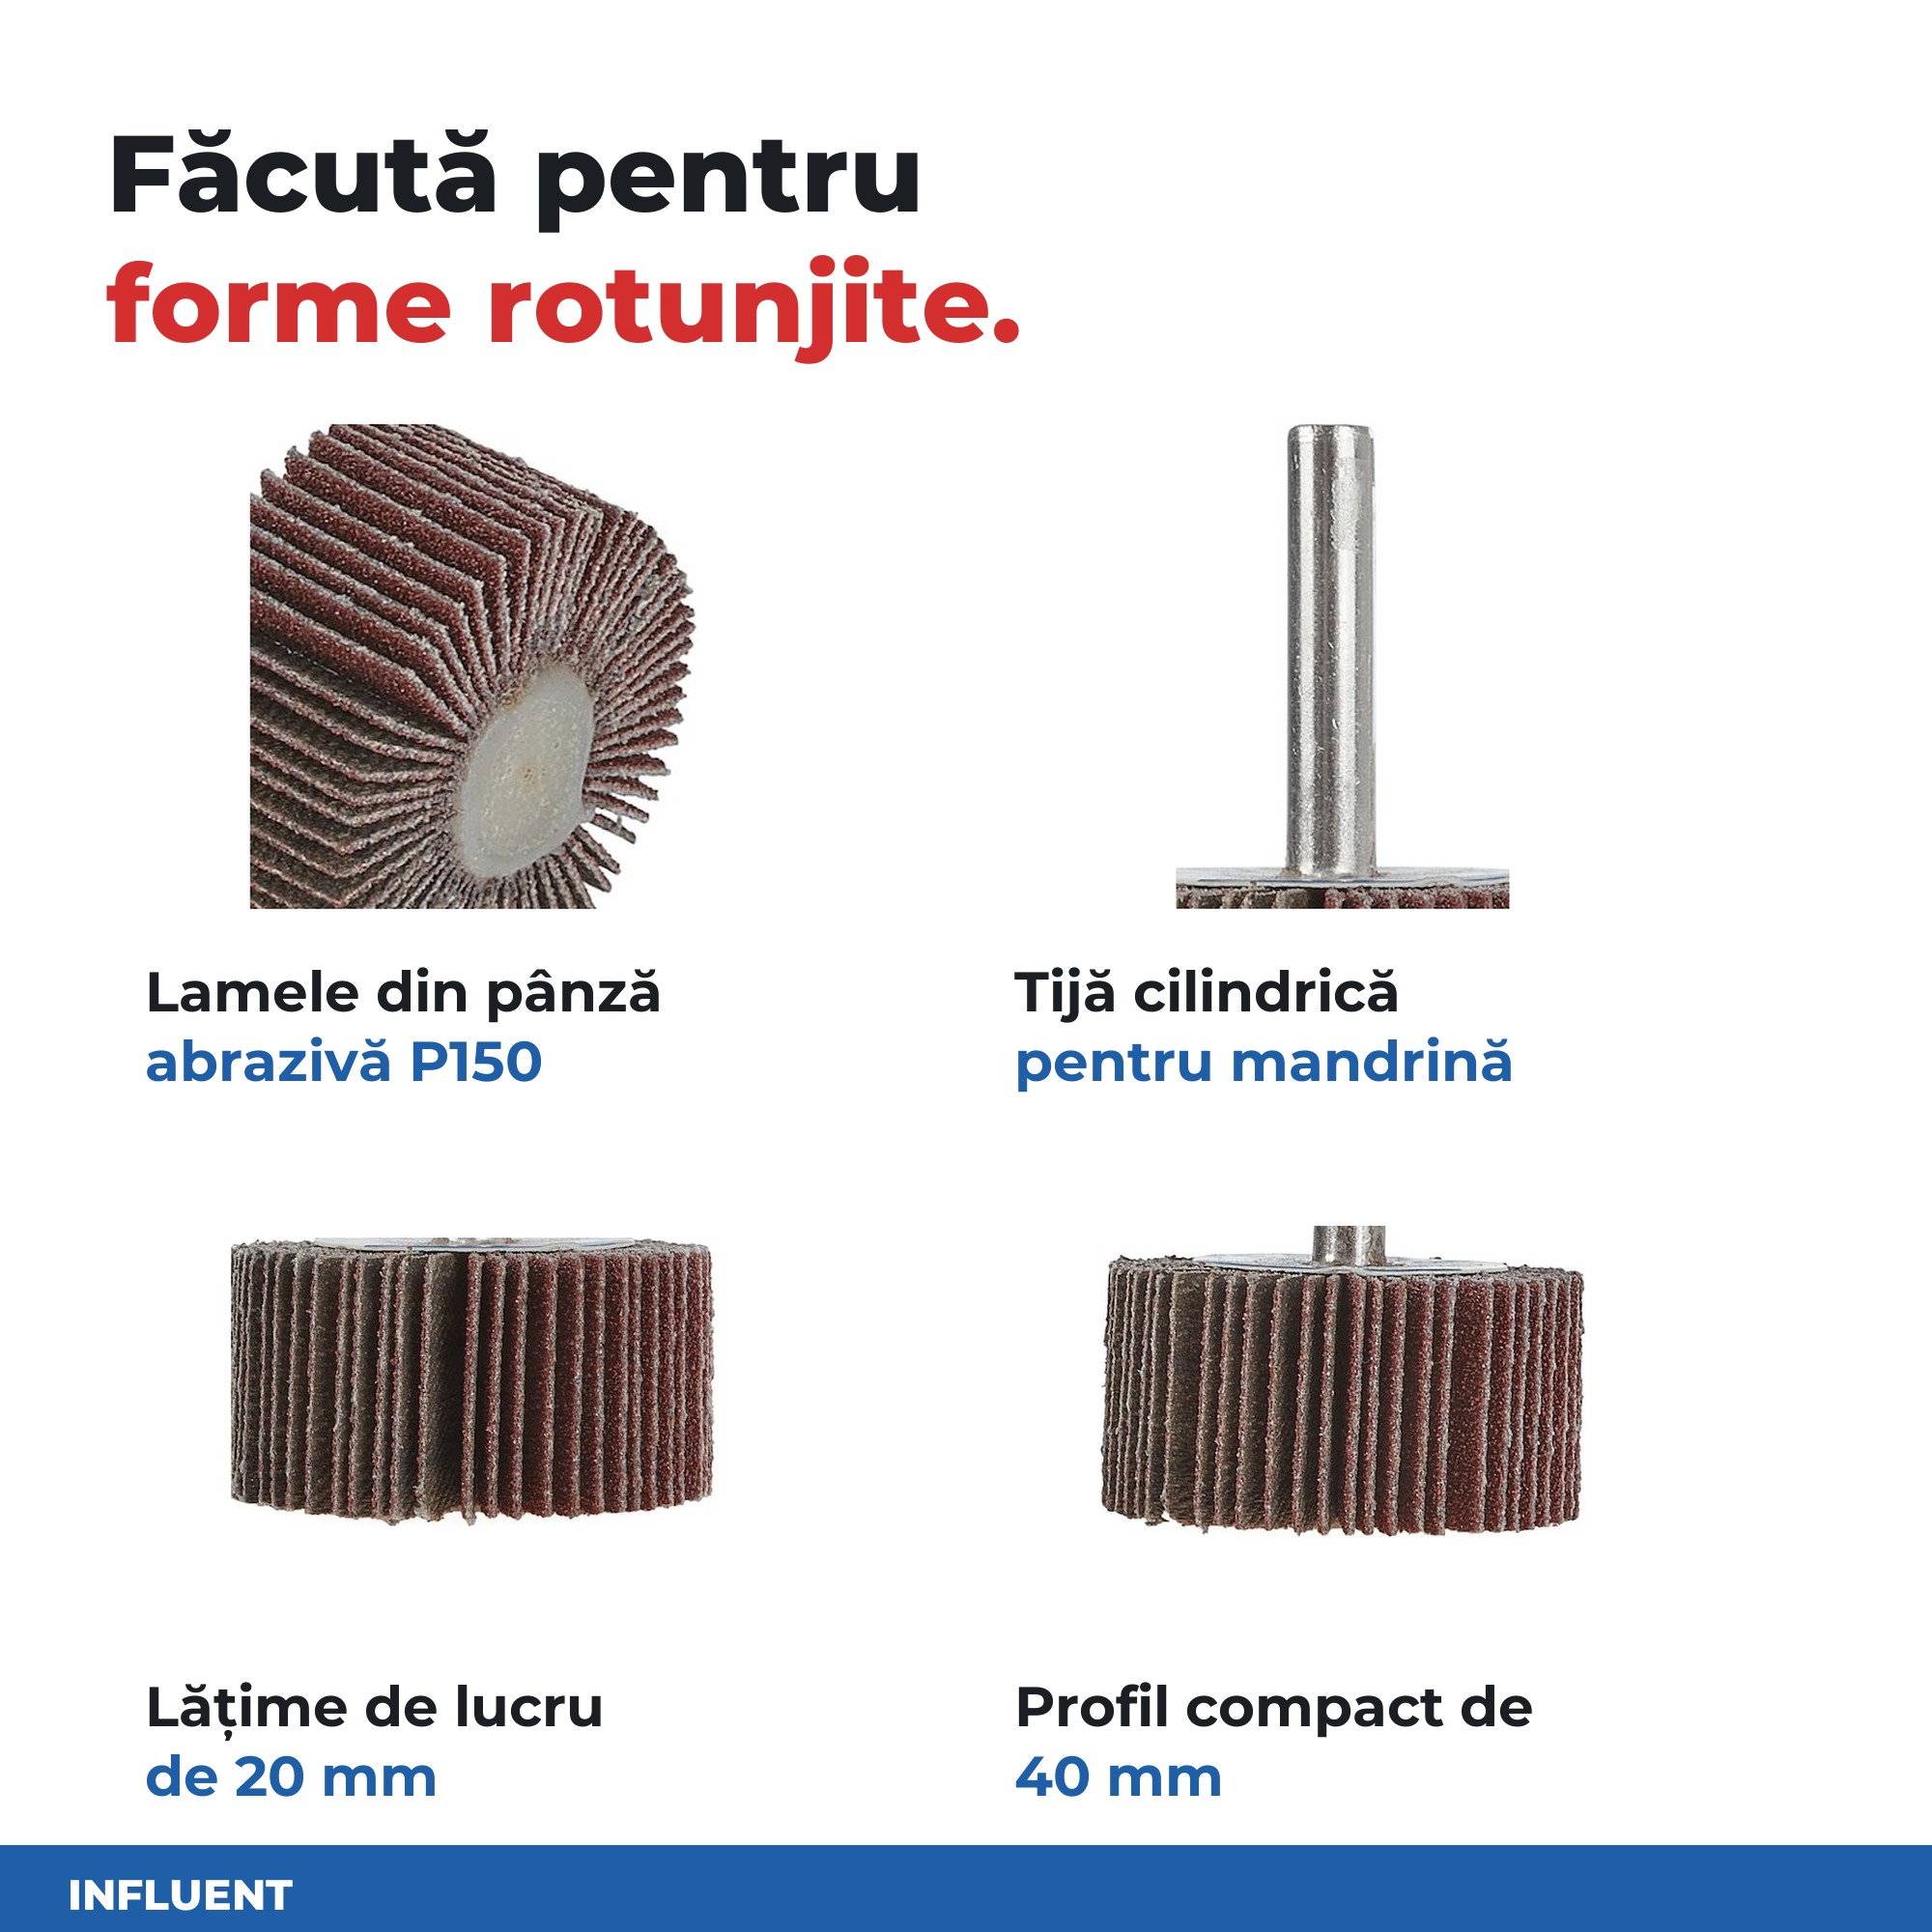 Făcută pentru
forme rotunjite.
Lamele din pânză
abrazivă P150
Tijă cilindrică
pentru mandrină
Lățime de lucru
de 20 mm
Profil compact de
40 mm
INFLUENT